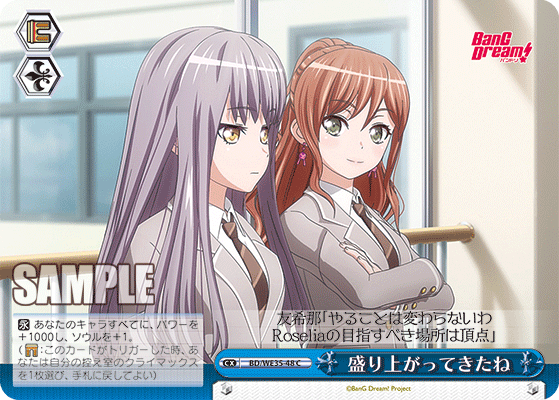 BanG
Dream!
バンドリ!
SAMPLE
友希那「やることは変わらないわ
Roseliaの目指すべき場所は頂点」
永 あなたのキャラすべてに、パワーを
+1000し、ソウルを+1。
（ :このカードがトリガーした時、あ
なたは自分の控え室のクライマックス
を1枚選び、手札に戻してよい）
CX BD/WE35-48 C
盛り上がってきたね
©BanG Dream! Project